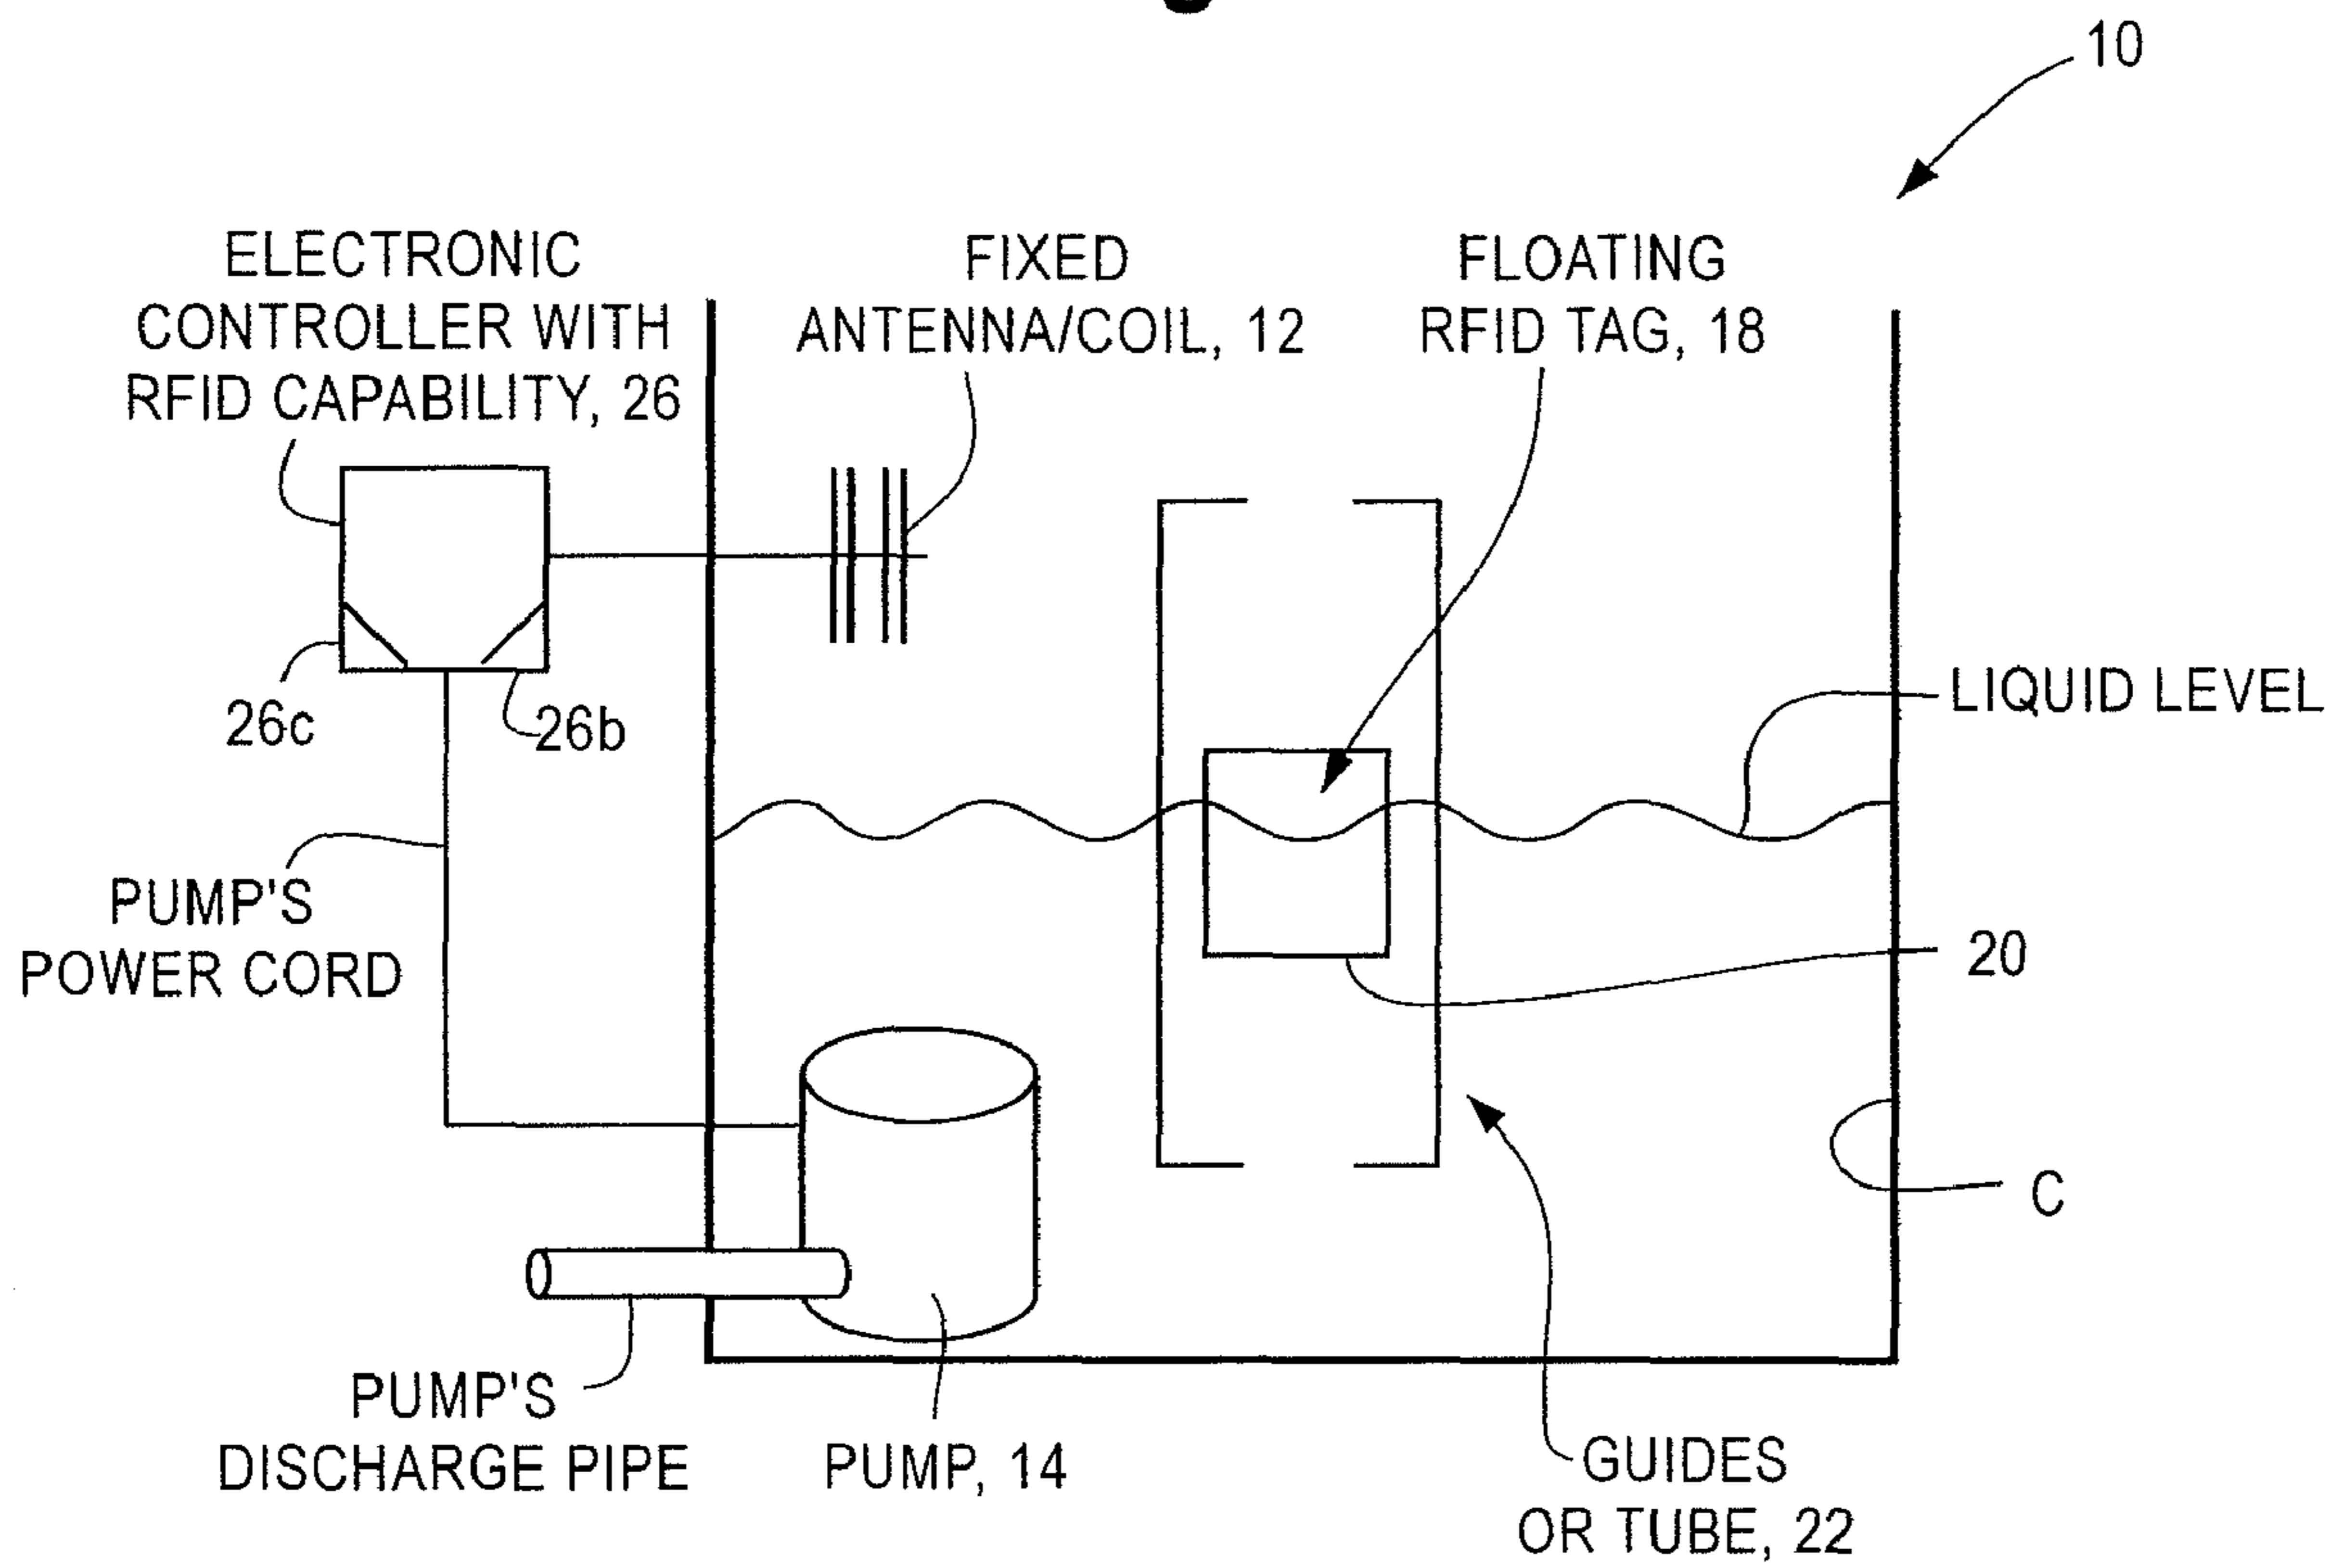 10
ELECTRONIC
CONTROLLER WITH
RFID CAPABILITY, 26
FIXED
ANTENNA/COIL, 12
FLOATING
RFID TAG, 18
26c
26b
LIQUID LEVEL
PUMP'S
POWER CORD
20
C
PUMP'S
DISCHARGE PIPE
PUMP, 14
GUIDES
OR TUBE, 22